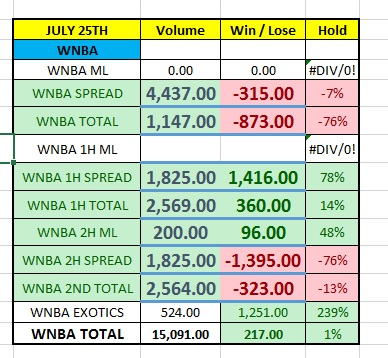 JULY 25TH Volume Win / Lose Hold
WNBA
WNBA ML 0.00 0.00 #DIV/0!
WNBA SPREAD 4,437.00 -315.00 -7%
WNBA TOTAL 1,147.00 -873.00 -76%
WNBA 1H ML #DIV/0!
WNBA 1H SPREAD 1,825.00 1,416.00 78%
WNBA 1H TOTAL 2,569.00 360.00 14%
WNBA 2H ML 200.00 96.00 48%
WNBA 2H SPREAD 1,825.00 -1,395.00 -76%
WNBA 2ND TOTAL 2,564.00 -323.00 -13%
WNBA EXOTICS 524.00 1,251.00 239%
WNBA TOTAL 15,091.00 217.00 1%